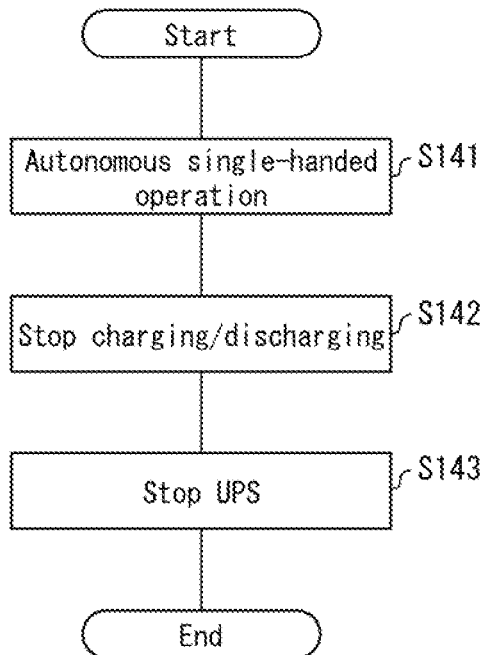 Start
Autonomous single-handed
operation
S141
Stop charging/discharging
S142
Stop UPS
S143
End